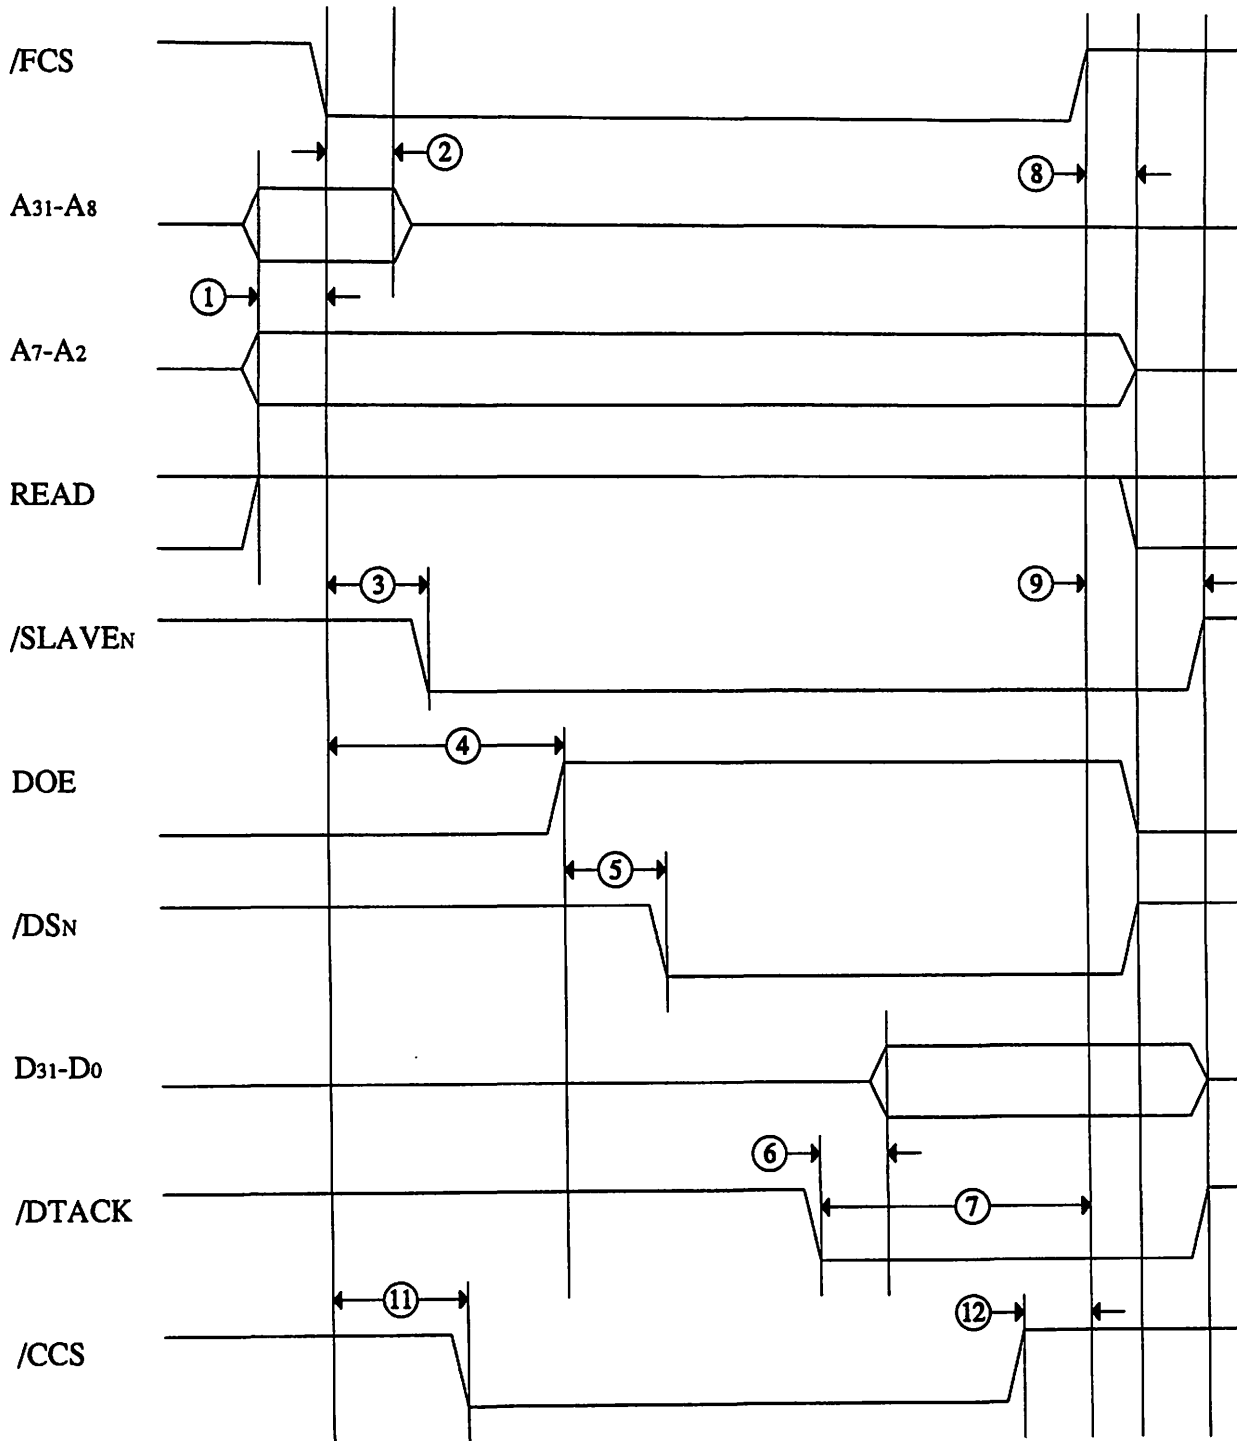 /FCS
②
⑧
A31-A8
①
A7-A2
READ
③
⑨
/SLAVEN
④
DOE
⑤
/DSN
D31-D0
⑥
/DTACK
⑦
⑪
⑫
/CCS